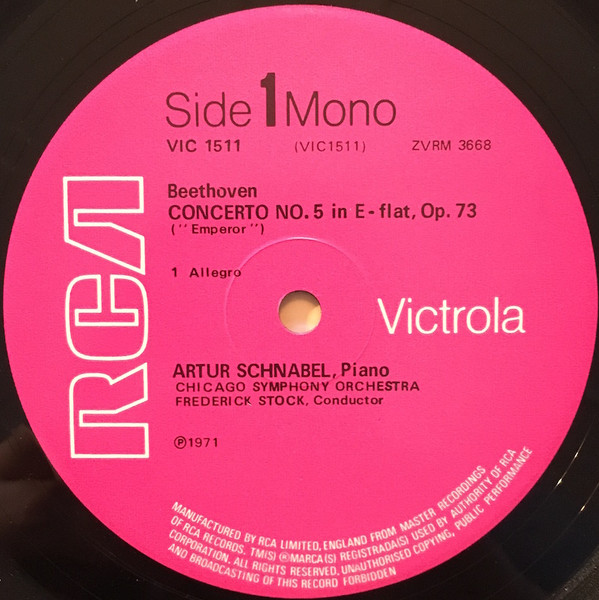 Side 1 Mono
VIC 1511 (VIC1511) ZVRM 3668
Beethoven
CONCERTO NO. 5 in E-flat, Op. 73
(''Emperor'')
1 Allegro
RCA
Victrola
ARTUR SCHNABEL, Piano
CHICAGO SYMPHONY ORCHESTRA
FREDERICK STOCK, Conductor
℗1971
MANUFACTURED BY RCA LIMITED, ENGLAND FROM MASTER RECORDINGS
OF RCA RECORDS. TM(S) ®MARCA(S) REGISTRADA(S) USED BY AUTHORITY OF RCA
CORPORATION. ALL RIGHTS RESERVED, UNAUTHORISED COPYING, PUBLIC PERFORMANCE
AND BROADCASTING OF THIS RECORD FORBIDDEN